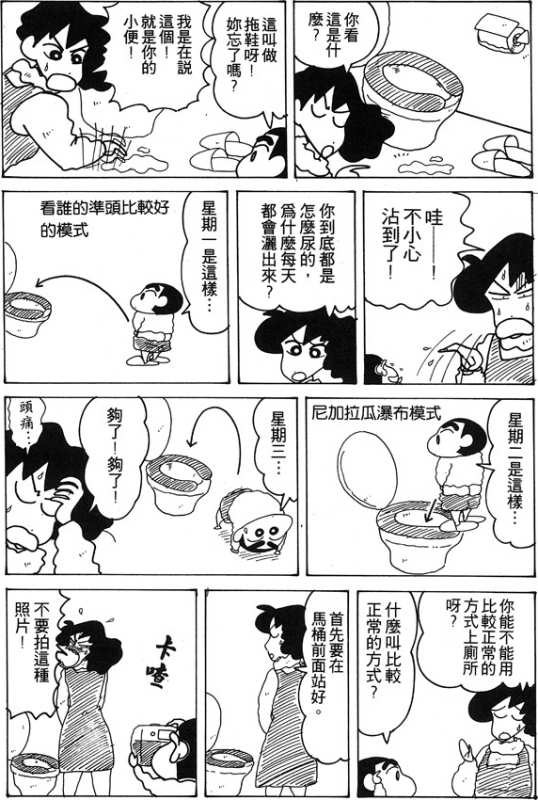 你看
這是什
麼?
這叫做
拖鞋呀!
妳忘了嗎?
我是在說
這個!
就是你的
小便!
哇──!
不小心
沾到了!
你到底都是
怎麼尿的,
為什麼每天
都會灑出來?
星期一是這樣…
看誰的準頭比較好
的模式
星期二是這樣…
尼加拉瓜瀑布模式
星期三…
夠了!夠了!
頭痛…
你能不能用
比較正常的
方式上廁所
呀?
什麼叫比較
正常的方式?
首先要在
馬桶前面站好。
卡喳
不要拍這種
照片!